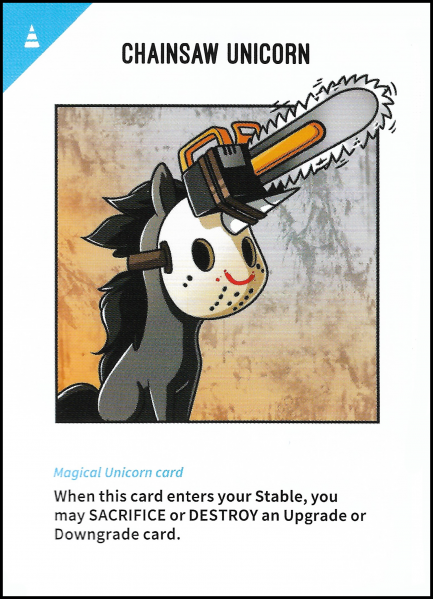 CHAINSAW UNICORN
Magical Unicorn card
When this card enters your Stable, you
may SACRIFICE or DESTROY an Upgrade or
Downgrade card.